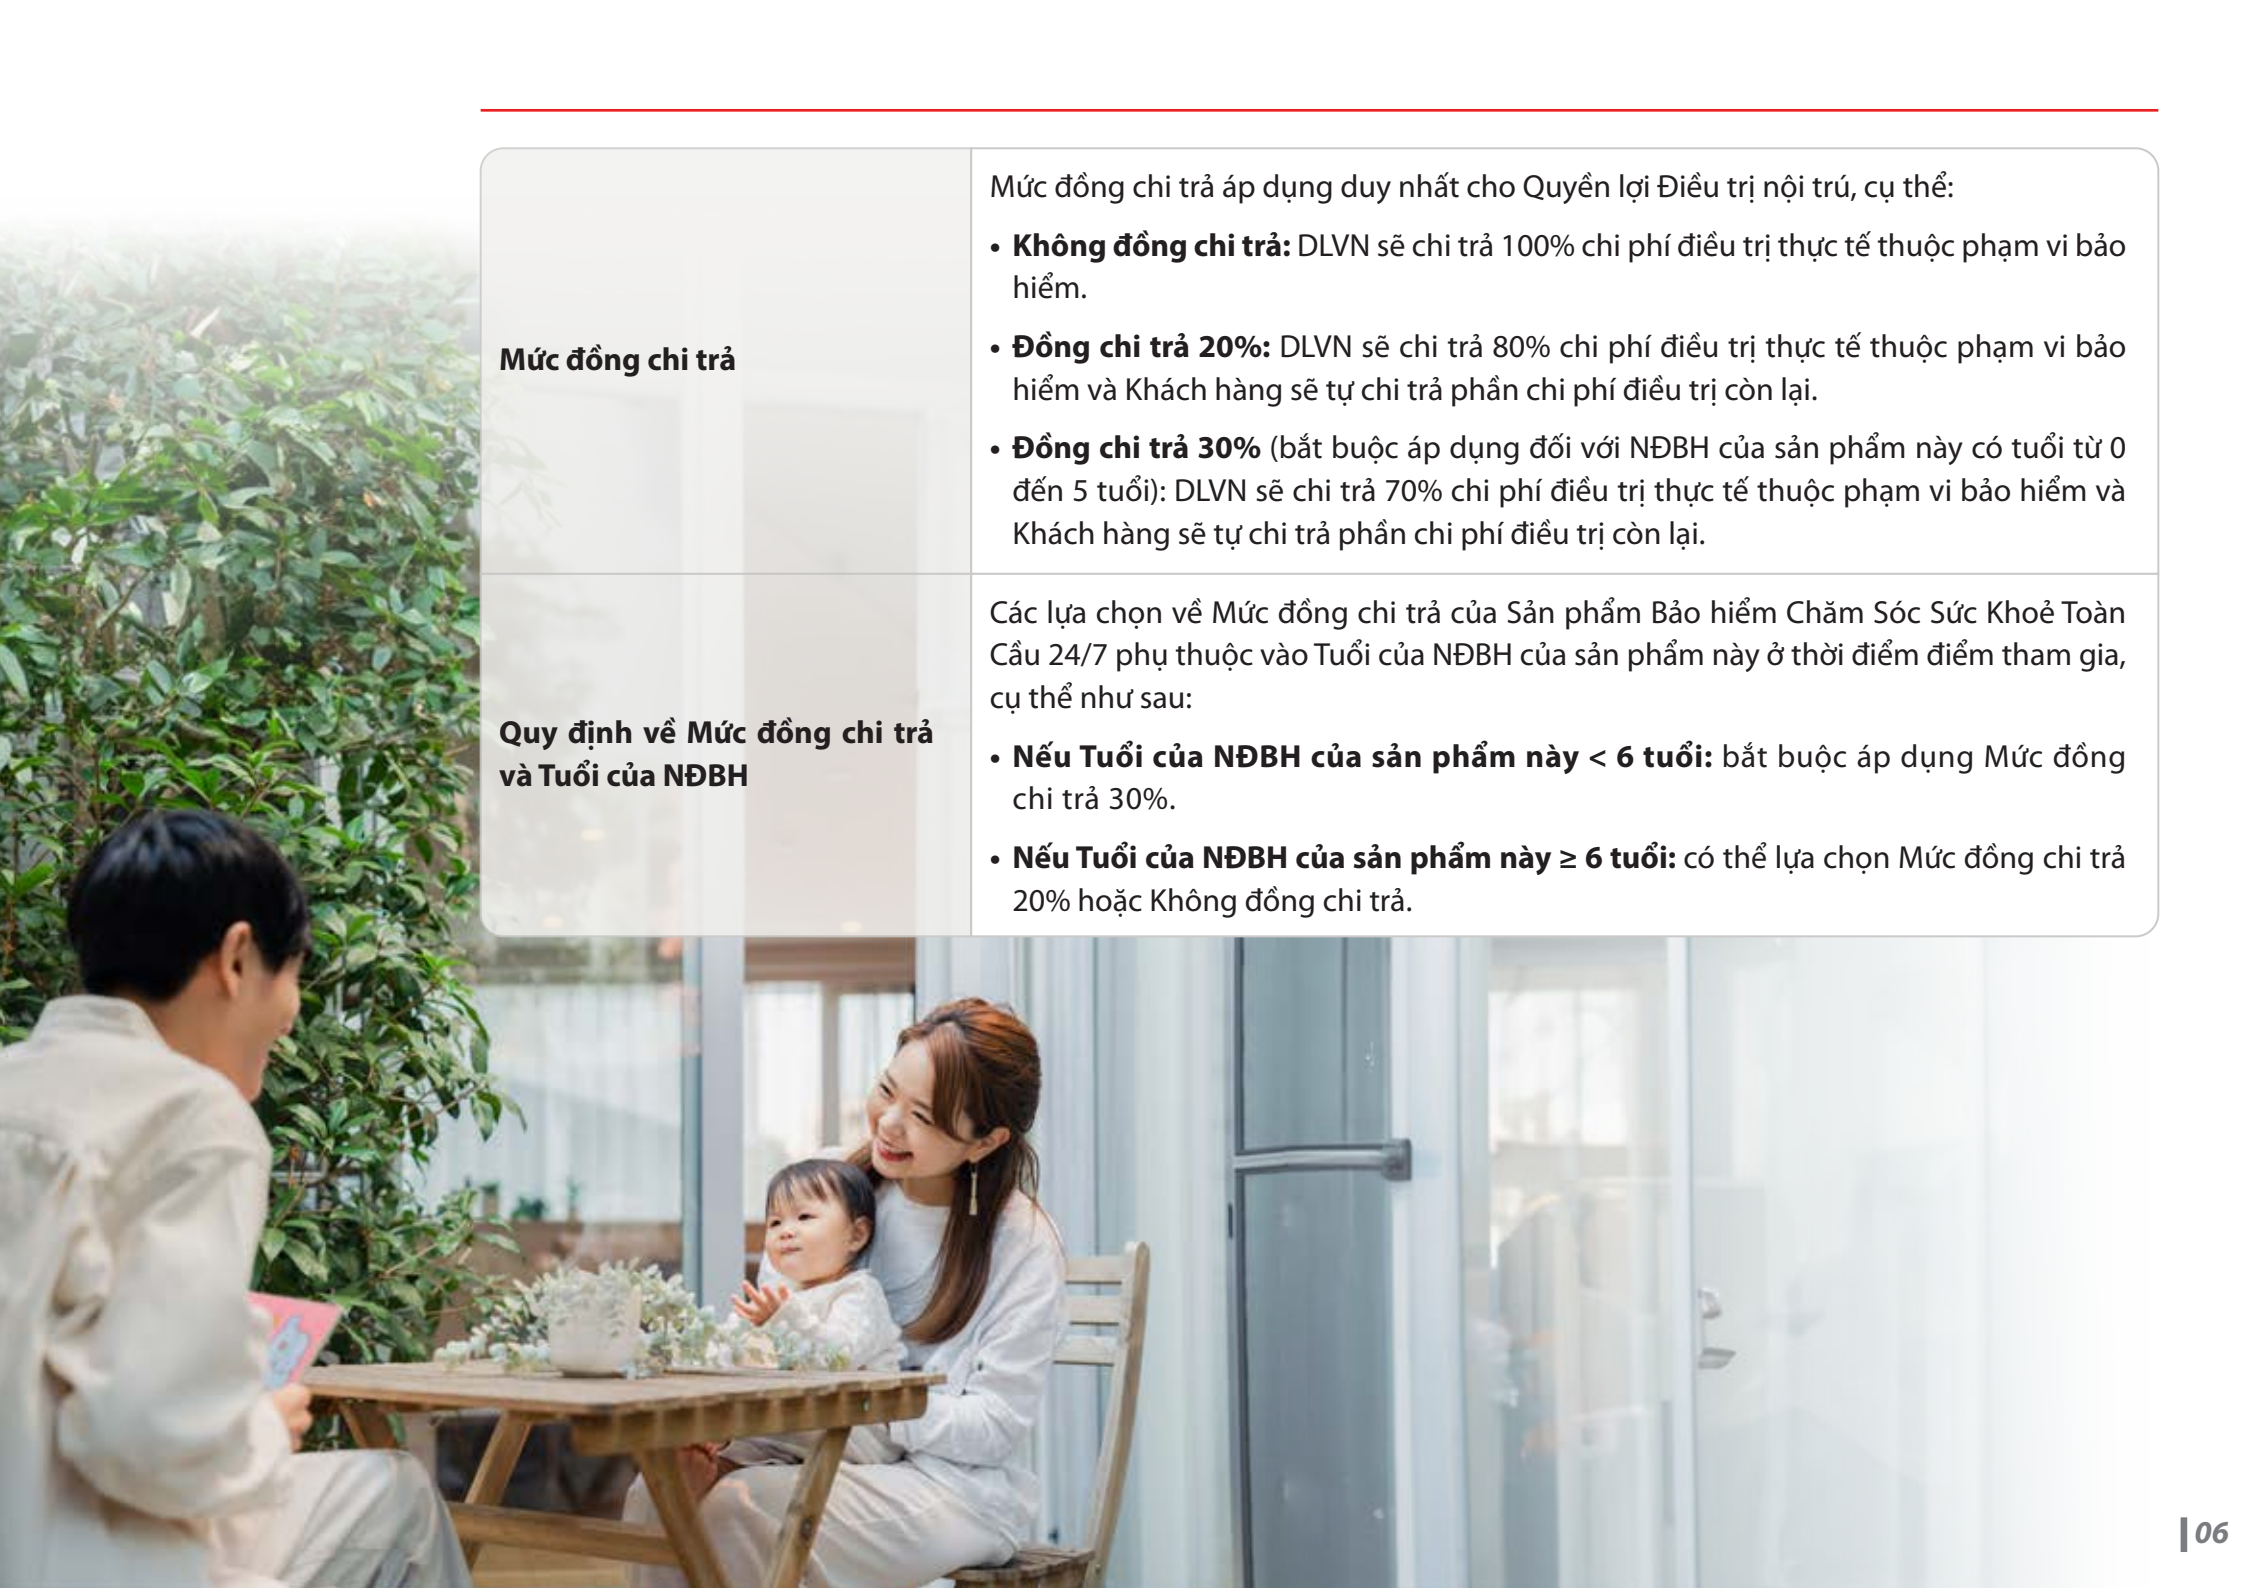 Mức đồng chi trả
Mức đồng chi trả áp dụng duy nhất cho Quyền lợi Điều trị nội trú, cụ thể:
• Không đồng chi trả: DLVN sẽ chi trả 100% chi phí điều trị thực tế thuộc phạm vi bảo
hiểm.
• Đồng chi trả 20%: DLVN sẽ chi trả 80% chi phí điều trị thực tế thuộc phạm vi bảo
hiểm và Khách hàng sẽ tự chi trả phần chi phí điều trị còn lại.
• Đồng chi trả 30% (bắt buộc áp dụng đối với NĐBH của sản phẩm này có tuổi từ 0
đến 5 tuổi): DLVN sẽ chi trả 70% chi phí điều trị thực tế thuộc phạm vi bảo hiểm và
Khách hàng sẽ tự chi trả phần chi phí điều trị còn lại.
Quy định về Mức đồng chi trả
và Tuổi của NĐBH
Các lựa chọn về Mức đồng chi trả của Sản phẩm Bảo hiểm Chăm Sóc Sức Khoẻ Toàn
Cầu 24/7 phụ thuộc vào Tuổi của NĐBH của sản phẩm này ở thời điểm điểm tham gia,
cụ thể như sau:
• Nếu Tuổi của NĐBH của sản phẩm này < 6 tuổi: bắt buộc áp dụng Mức đồng
chi trả 30%.
• Nếu Tuổi của NĐBH của sản phẩm này ≥ 6 tuổi: có thể lựa chọn Mức đồng chi trả
20% hoặc Không đồng chi trả.
06